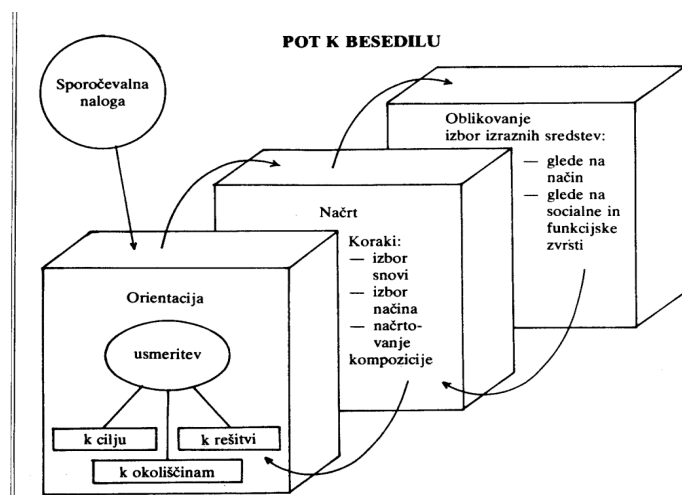 POT K BESEDILU
Sporočevalna
naloga
Orientacija
usmeritev
k cilju
k rešitvi
k okoliščinam
Načrt
Koraki:
— izbor
snovi
— izbor
načina
— načrto-
vanje
kompozicije
Oblikovanje
izbor izraznih sredstev:
— glede na
način
— glede na
socialne in
funkcijske
zvrsti